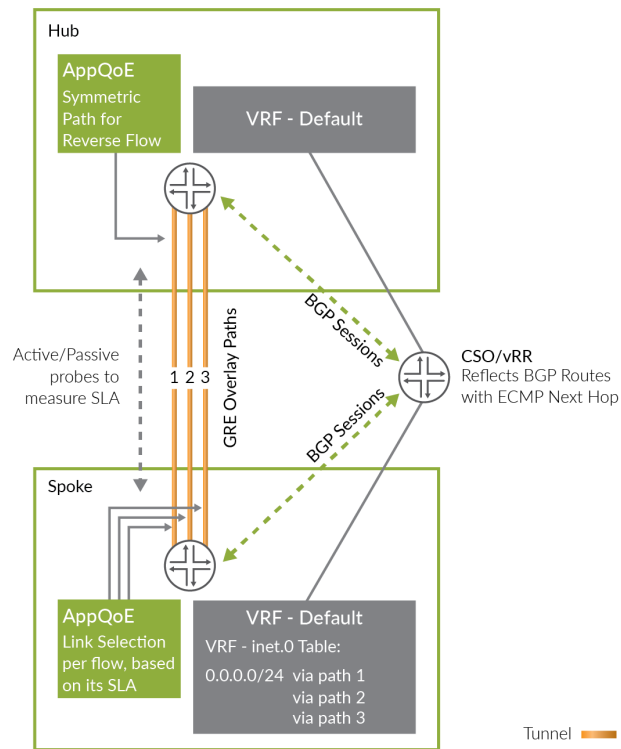 Hub
AppQoE
Symmetric
Path for
Reverse Flow
VRF - Default
BGP Sessions
Active/Passive
probes to
measure SLA
1 2 3
GRE Overlay Paths
CSO/vRR
Reflects BGP Routes
with ECMP Next Hop
BGP Sessions
Spoke
AppQoE
Link Selection
per flow, based
on its SLA
VRF - Default
VRF - inet.0 Table:
0.0.0.0/24 via path 1
via path 2
via path 3
Tunnel